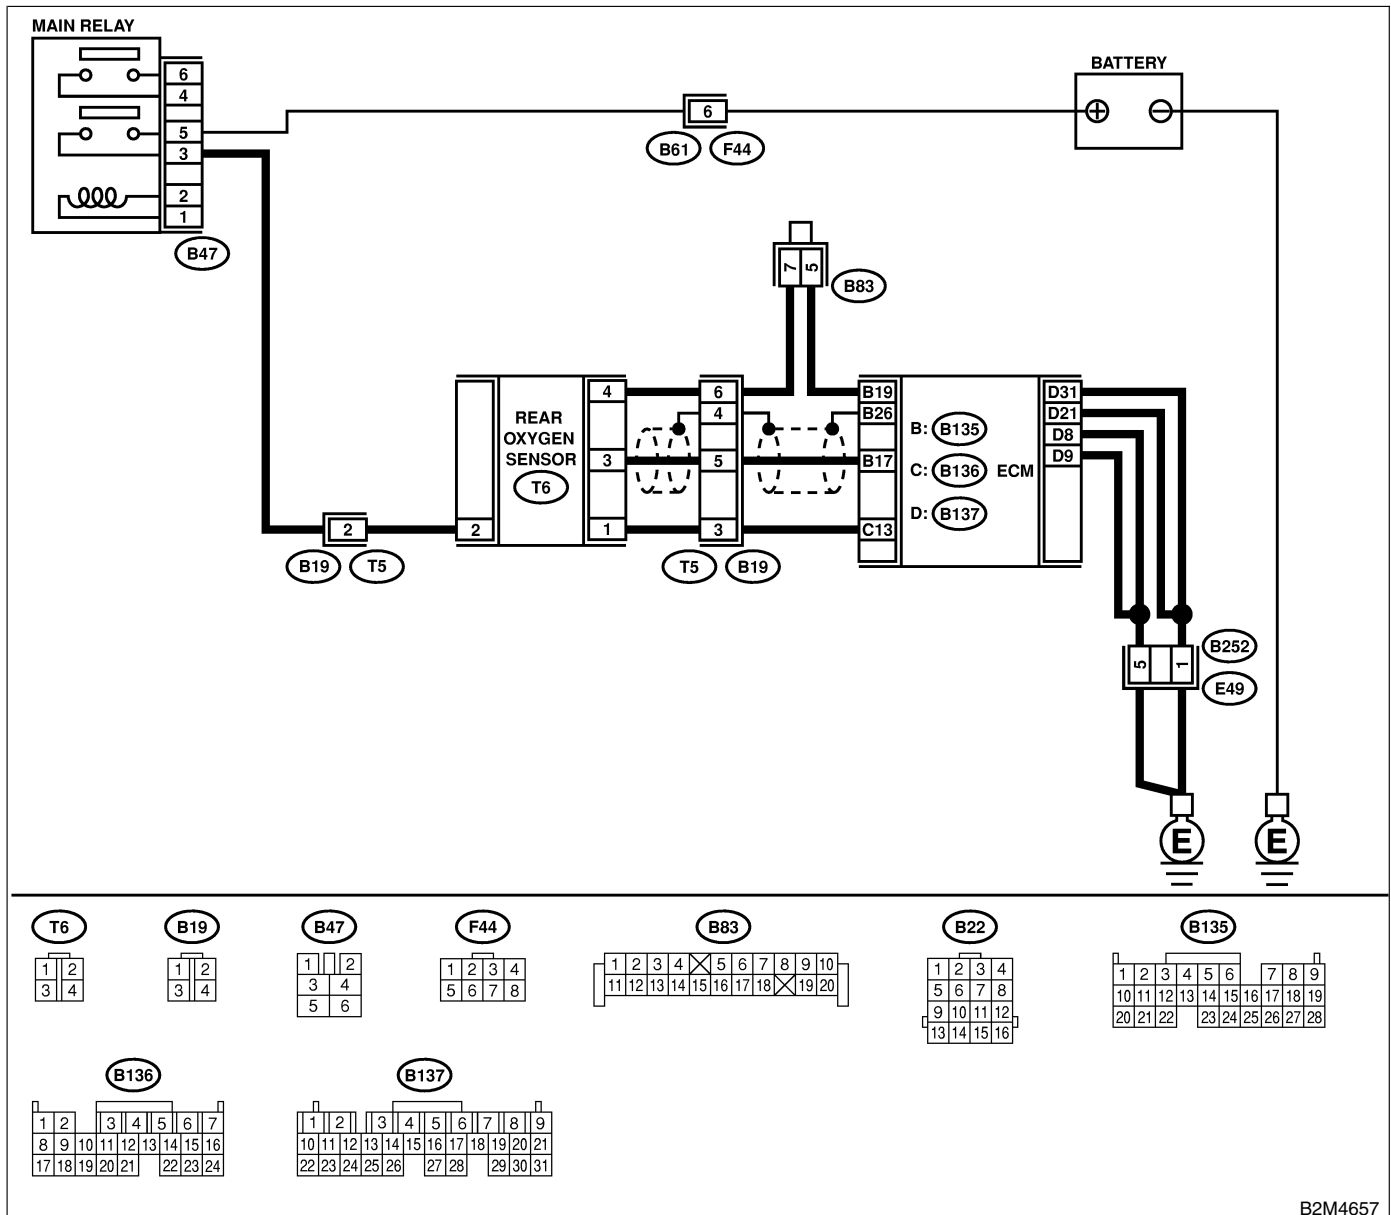 MAIN RELAY
6
4
5
3
2
1
B47
6
B61 F44
BATTERY
+ −
7 5
B83
2
B19 T5
2
REAR
OXYGEN
SENSOR
T6
4
3
1
6
4
5
3
T5 B19
B19
B26
B17
C13
B: B135
C: B136 ECM
D: B137
D31
D21
D8
D9
5 1
B252
E49
E E
T6
1 2
3 4
B19
1 2
3 4
B47
1 2
3 4
5 6
F44
1 2 3 4
5 6 7 8
B83
1 2 3 4 5 6 7 8 9 10
11 12 13 14 15 16 17 18 19 20
B22
1 2 3 4
5 6 7 8
9 10 11 12
13 14 15 16
B135
1 2 3 4 5 6 7 8 9
10 11 12 13 14 15 16 17 18 19
20 21 22 23 24 25 26 27 28
B136
1 2 3 4 5 6 7
8 9 10 11 12 13 14 15 16
17 18 19 20 21 22 23 24
B137
1 2 3 4 5 6 7 8 9
10 11 12 13 14 15 16 17 18 19 20 21
22 23 24 25 26 27 28 29 30 31
B2M4657